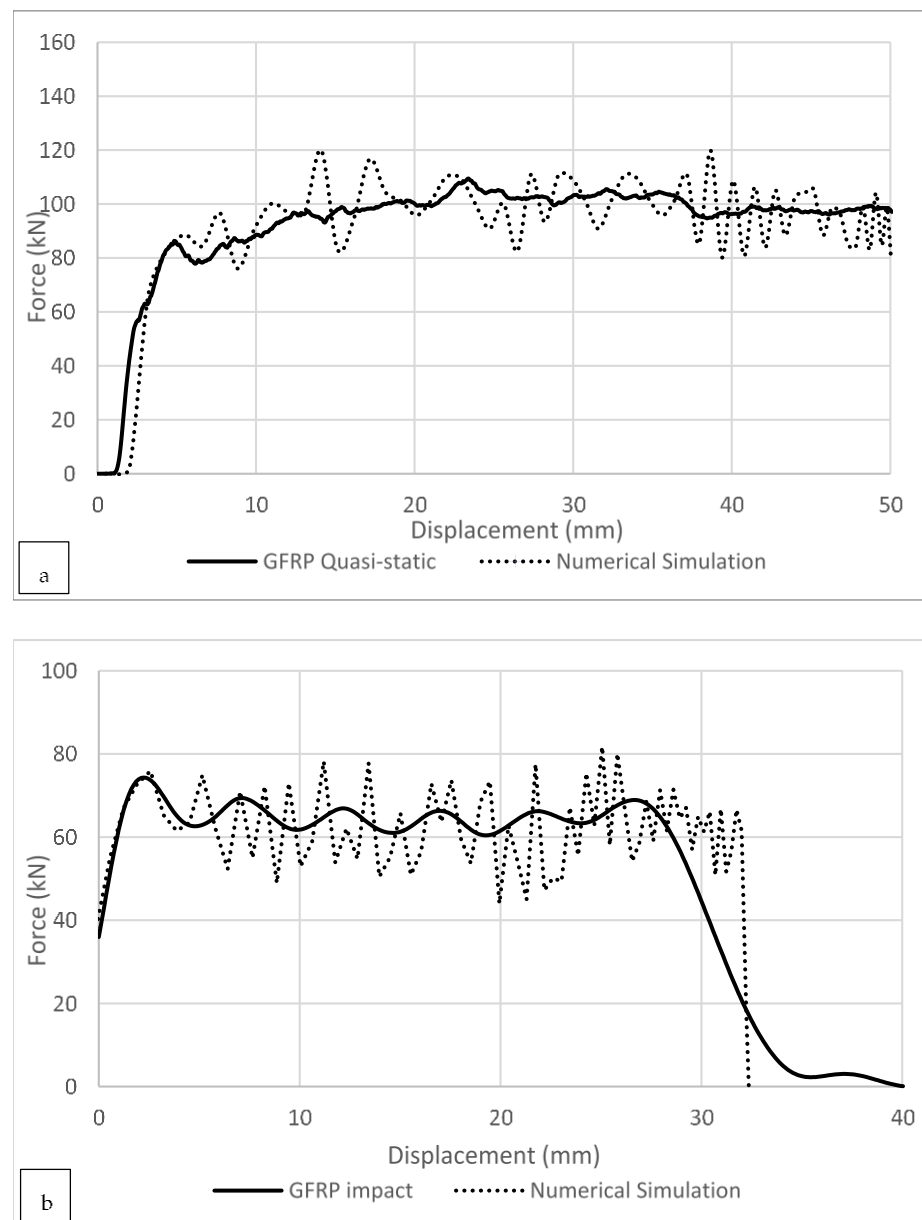 160
140
120
100
80
60
40
20
0
Force (kN)
0 10 20 30 40 50
Displacement (mm)
GFRP Quasi-static Numerical Simulation
a
100
80
60
40
20
0
Force (kN)
0 10 20 30 40
Displacement (mm)
GFRP impact Numerical Simulation
b